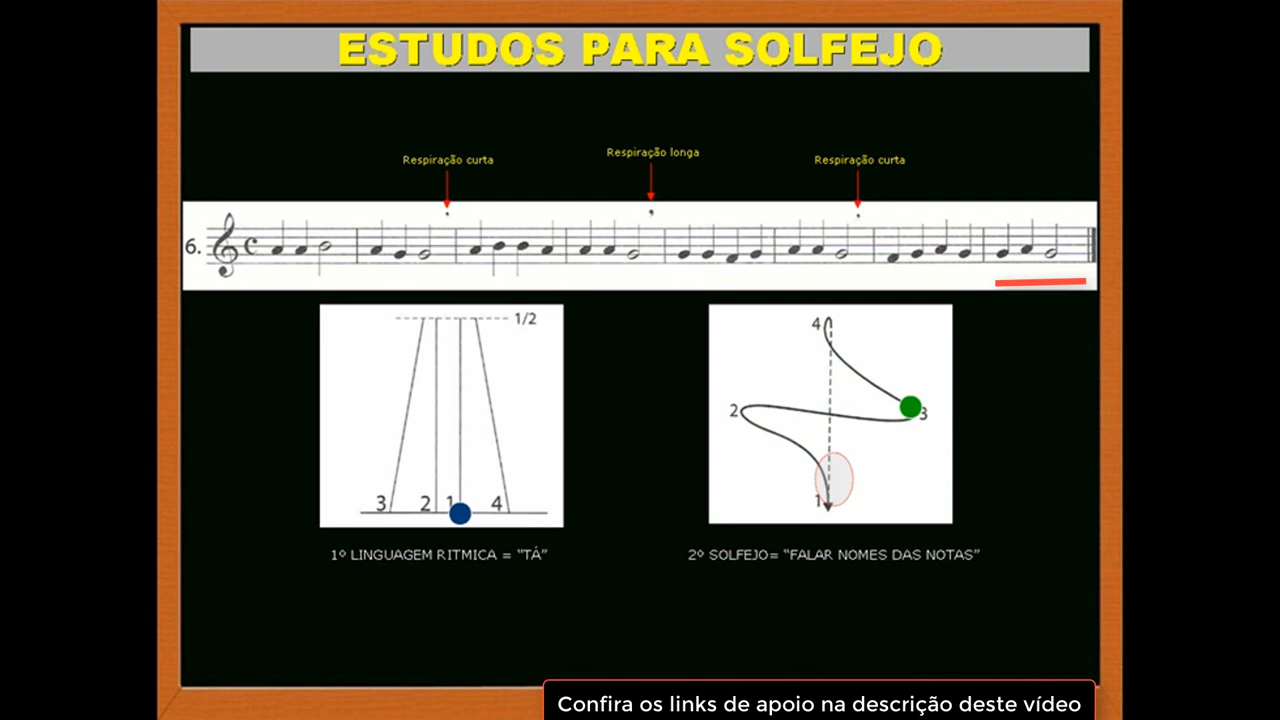 ESTUDOS PARA SOLFEJO
Respiração curta
Respiração longa
Respiração curta
6.
1/2
3 2 1 4
4
2 3
1
1º LINGUAGEM RITMICA = "TÁ"
2º SOLFEJO= "FALAR NOMES DAS NOTAS"
Confira os links de apoio na descrição deste vídeo